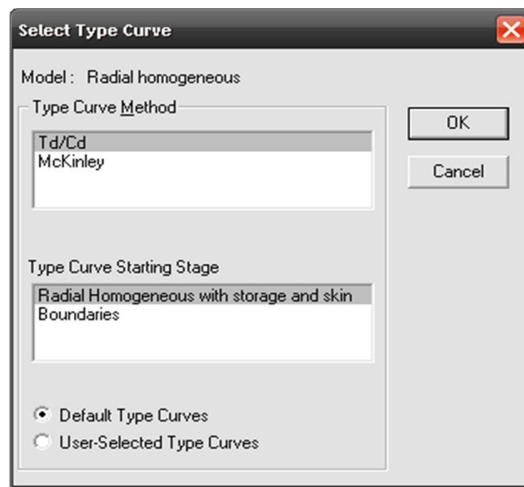 Select Type Curve
Model : Radial homogeneous
Type Curve Method
Td/Cd
McKinley
OK
Cancel
Type Curve Starting Stage
Radial Homogeneous with storage and skin
Boundaries
Default Type Curves
User-Selected Type Curves